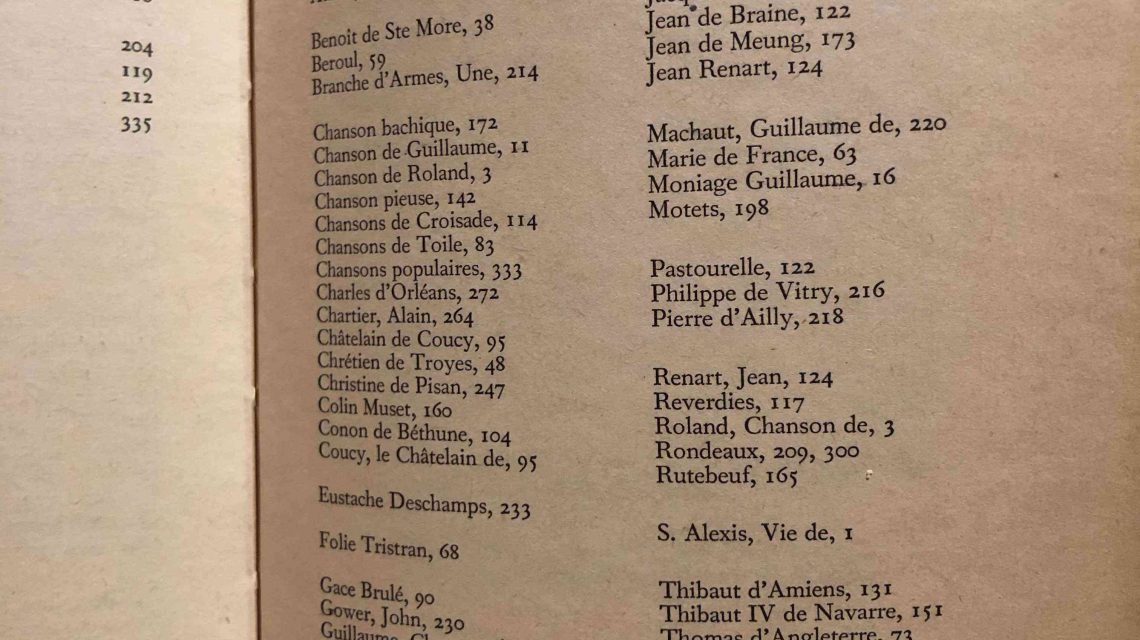 204
119
212
335
Benoit de Ste More, 38
Beroul, 59
Branche d'Armes, Une, 214
Chanson bachique, 172
Chanson de Guillaume, 11
Chanson de Roland, 3
Chanson pieuse, 142
Chansons de Croisade, 114
Chansons de Toile, 83
Chansons populaires, 333
Charles d'Orléans, 272
Chartier, Alain, 264
Châtelain de Coucy, 95
Chrétien de Troyes, 48
Christine de Pisan, 247
Colin Muset, 160
Conon de Béthune, 104
Coucy, le Châtelain de, 95
Eustache Deschamps, 233
Folie Tristran, 68
Gace Brulé, 90
Gower, John, 230
Jean de Braine, 122
Jean de Meung, 173
Jean Renart, 124
Machaut, Guillaume de, 220
Marie de France, 63
Moniage Guillaume, 16
Motets, 198
Pastourelle, 122
Philippe de Vitry, 216
Pierre d'Ailly, 218
Renart, Jean, 124
Reverdies, 117
Roland, Chanson de, 3
Rondeaux, 209, 300
Rutebeuf, 165
S. Alexis, Vie de, 1
Thibaut d'Amiens, 131
Thibaut IV de Navarre, 151
Thomas d'Angleterre, 73